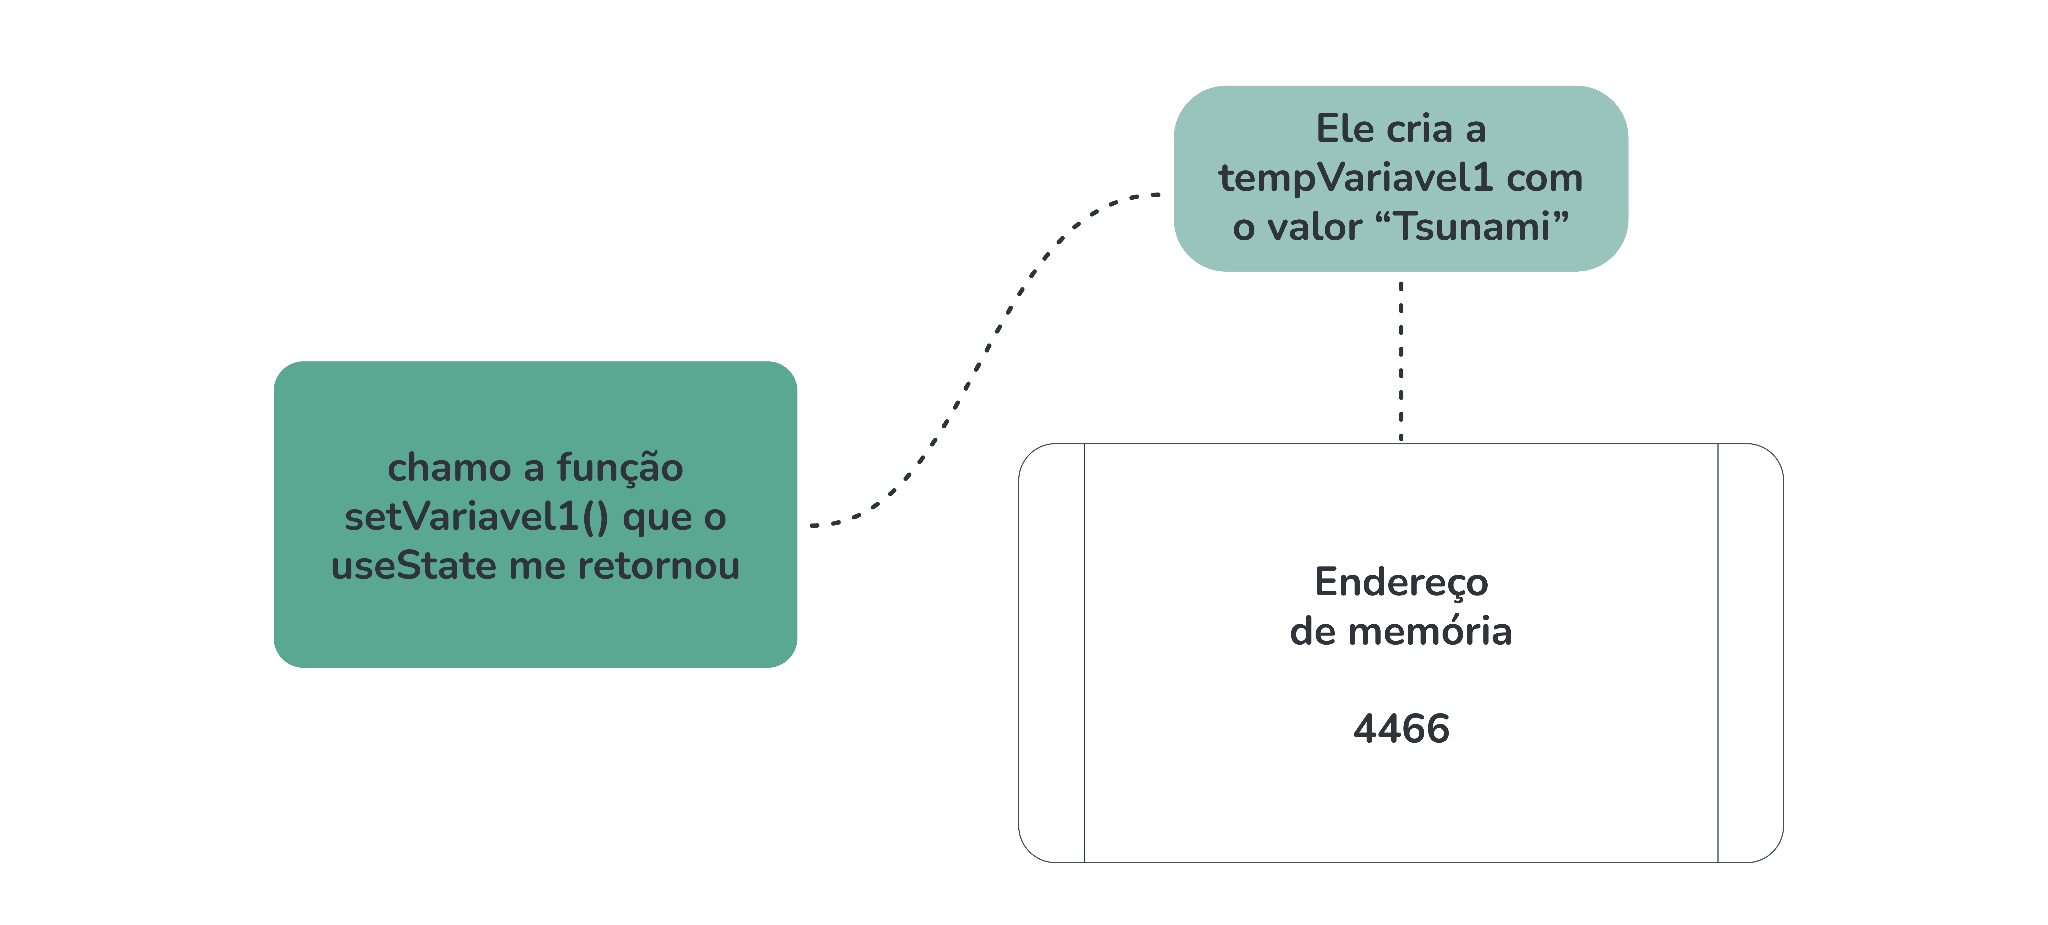 Ele cria a
tempVariavel1 com
o valor “Tsunami”
chamo a função
setVariavel1() que o
useState me retornou
Endereço
de memória
4466